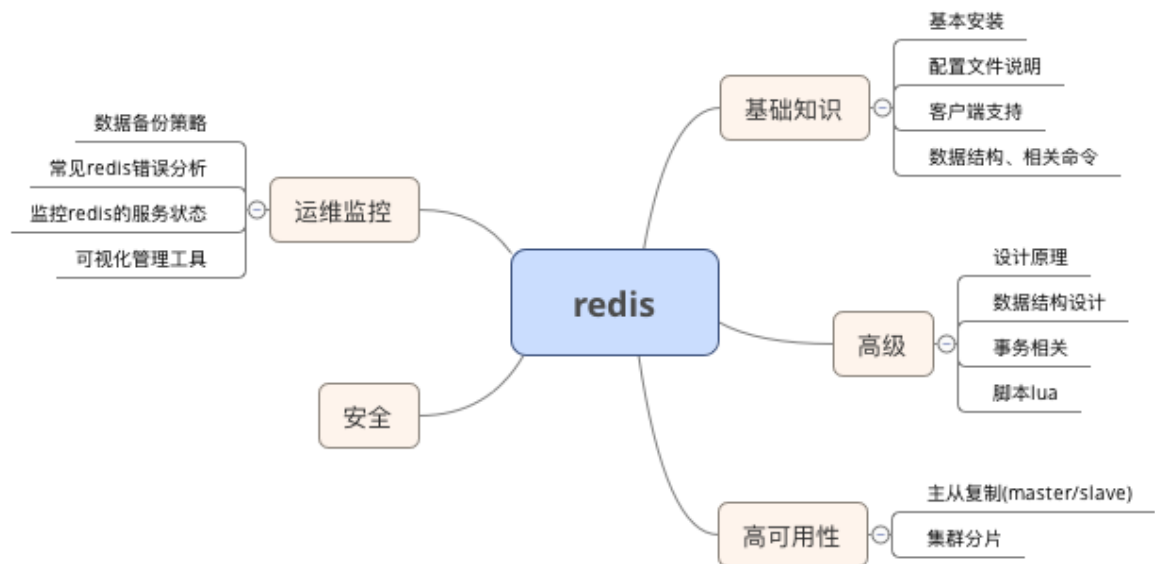 redis
基础知识
基本安装
配置文件说明
客户端支持
数据结构、相关命令
高级
设计原理
数据结构设计
事务相关
脚本lua
高可用性
主从复制(master/slave)
集群分片
运维监控
数据备份策略
常见redis错误分析
监控redis的服务状态
可视化管理工具
安全